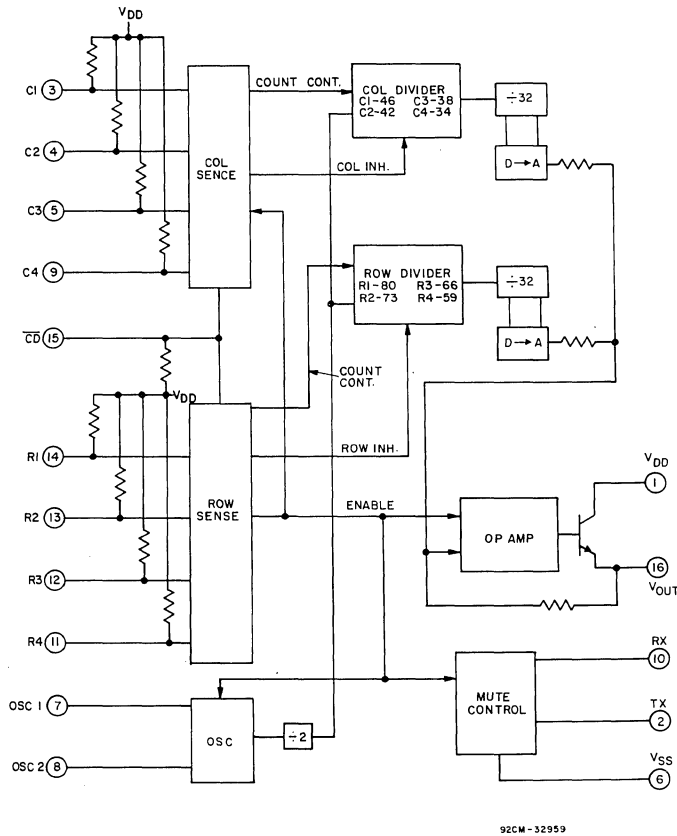 VDD
C1 3
COUNT CONT.
COL DIVIDER
C1-46 C3-38
C2-42 C4-34
÷32
C2 4
COL
SENCE
COL INH.
D→A
C3 5
C4 9
ROW DIVIDER
R1-80 R3-66
R2-73 R4-59
÷32
CD 15
D→A
COUNT
CONT.
VDD
R1 14
ROW INH.
VDD
1
R2 13
ROW
SENSE
ENABLE
OP AMP
16
VOUT
R3 12
R4 11
RX
10
OSC 1 7
MUTE
CONTROL
TX
2
OSC
÷2
OSC 2 8
VSS
6
92CM-32959